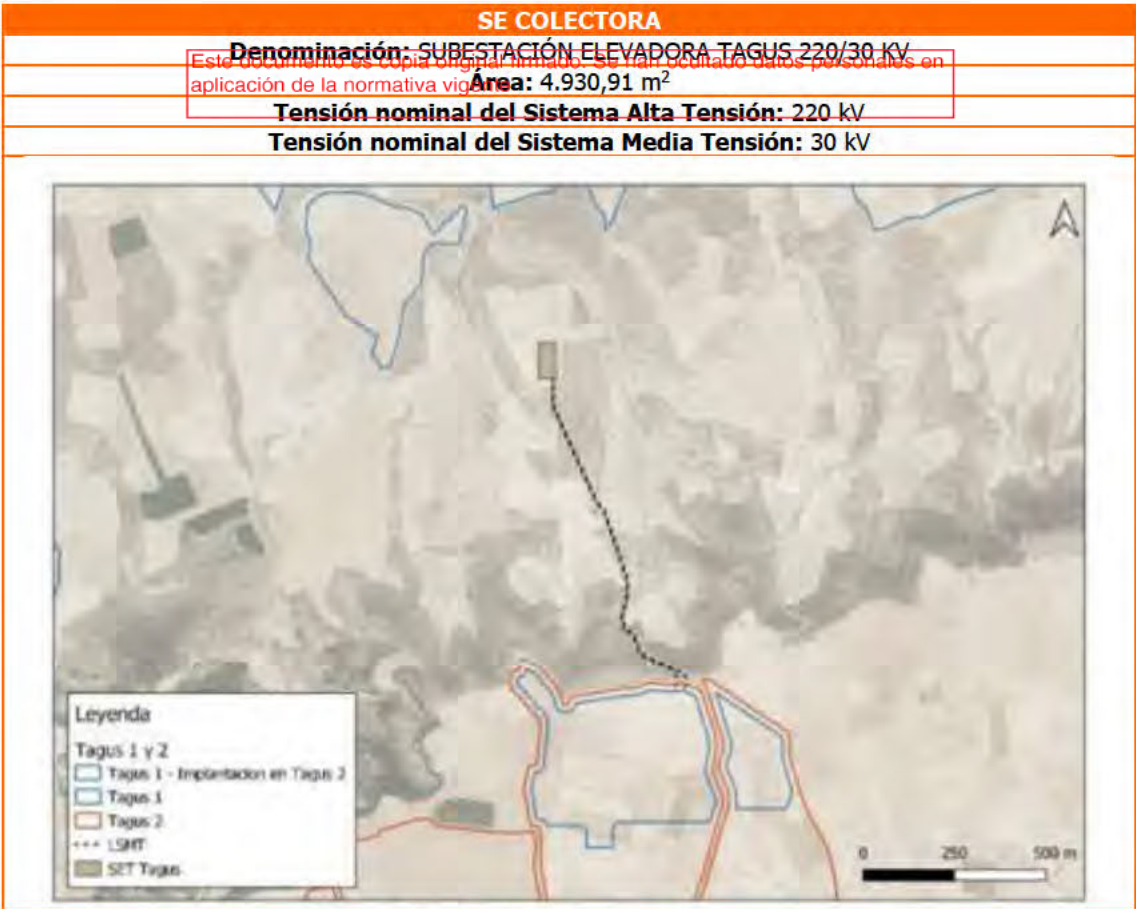 SE COLECTORA
Denominación: SUBESTACIÓN ELEVADORA TAGUS 220/30 KV
Este documento es copia original firmado. Se han ocultado datos personales en
aplicación de la normativa vigente
Área: 4.930,91 m²
Tensión nominal del Sistema Alta Tensión: 220 kV
Tensión nominal del Sistema Media Tensión: 30 kV
Leyenda
Tagus 1 y 2
Tagus 1 - Implantacion en Tagus 2
Tagus 1
Tagus 2
LSMT
SET Tagus
0 250 500 m